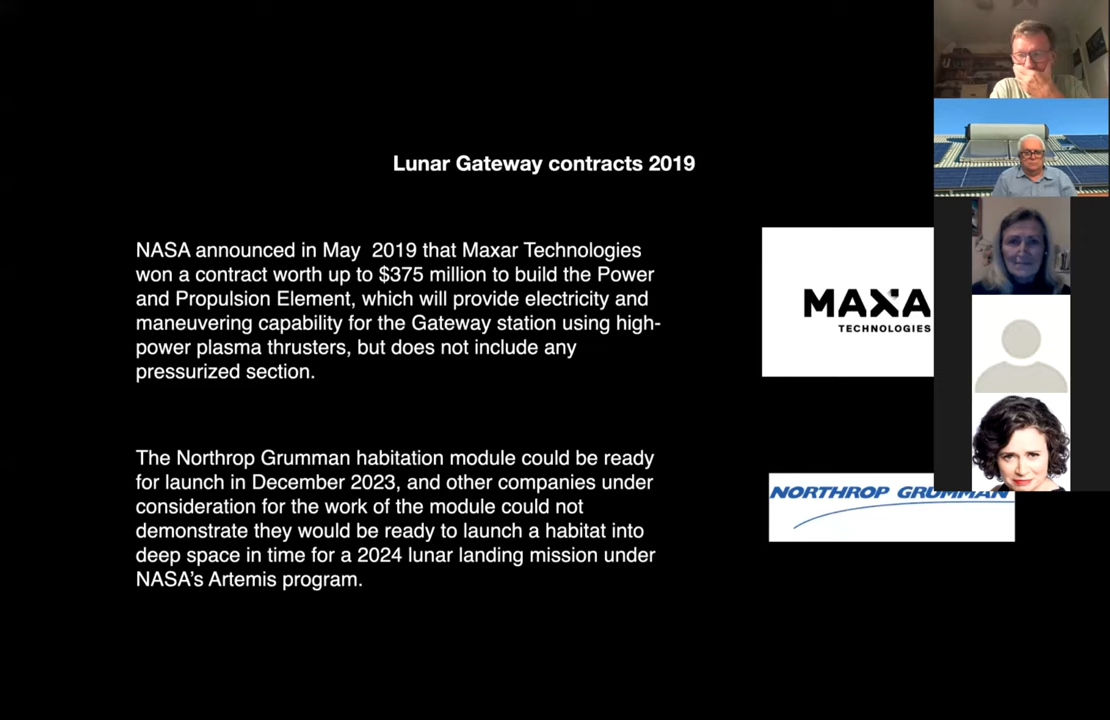 Lunar Gateway contracts 2019
NASA announced in May  2019 that Maxar Technologies
won a contract worth up to $375 million to build the Power
and Propulsion Element, which will provide electricity and
maneuvering capability for the Gateway station using high-
power plasma thrusters, but does not include any
pressurized section.
MAXA
TECHNOLOGIES
The Northrop Grumman habitation module could be ready
for launch in December 2023, and other companies under
consideration for the work of the module could not
demonstrate they would be ready to launch a habitat into
deep space in time for a 2024 lunar landing mission under
NASA’s Artemis program.
NORTHROP GRUMMAN